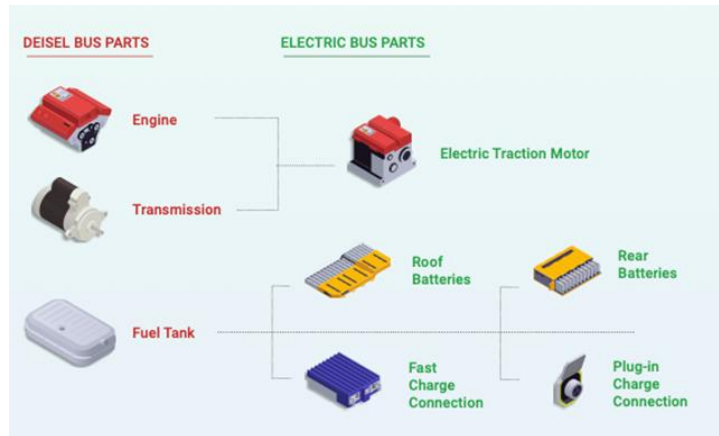 DEISEL BUS PARTS
ELECTRIC BUS PARTS
Engine
Electric Traction Motor
Transmission
Roof
Batteries
Rear
Batteries
Fuel Tank
Fast
Charge
Connection
Plug-in
Charge
Connection